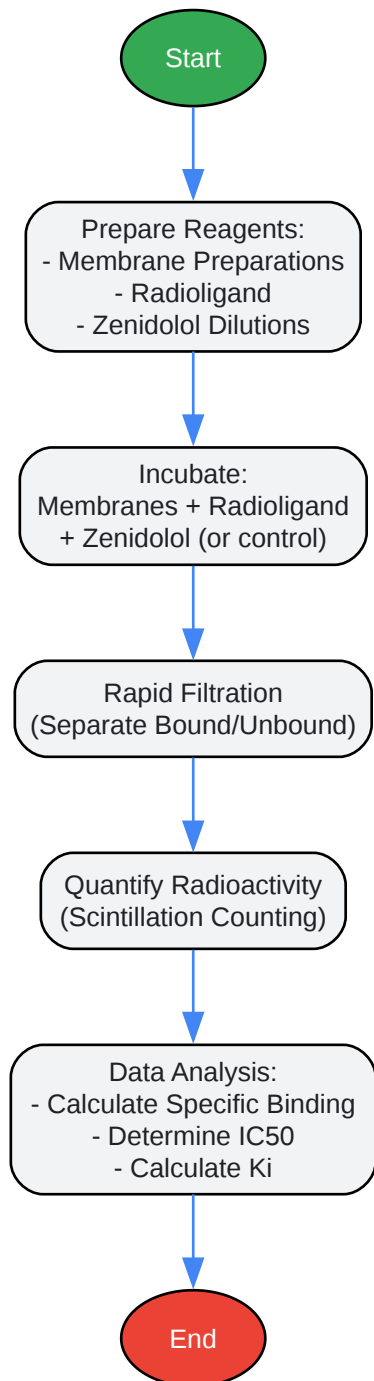 Start
Prepare Reagents:
- Membrane Preparations
- Radioligand
- Zenidolol Dilutions
Incubate:
Membranes + Radioligand
+ Zenidolol (or control)
Rapid Filtration
(Separate Bound/Unbound)
Quantify Radioactivity
(Scintillation Counting)
Data Analysis:
- Calculate Specific Binding
- Determine IC50
- Calculate Ki
End